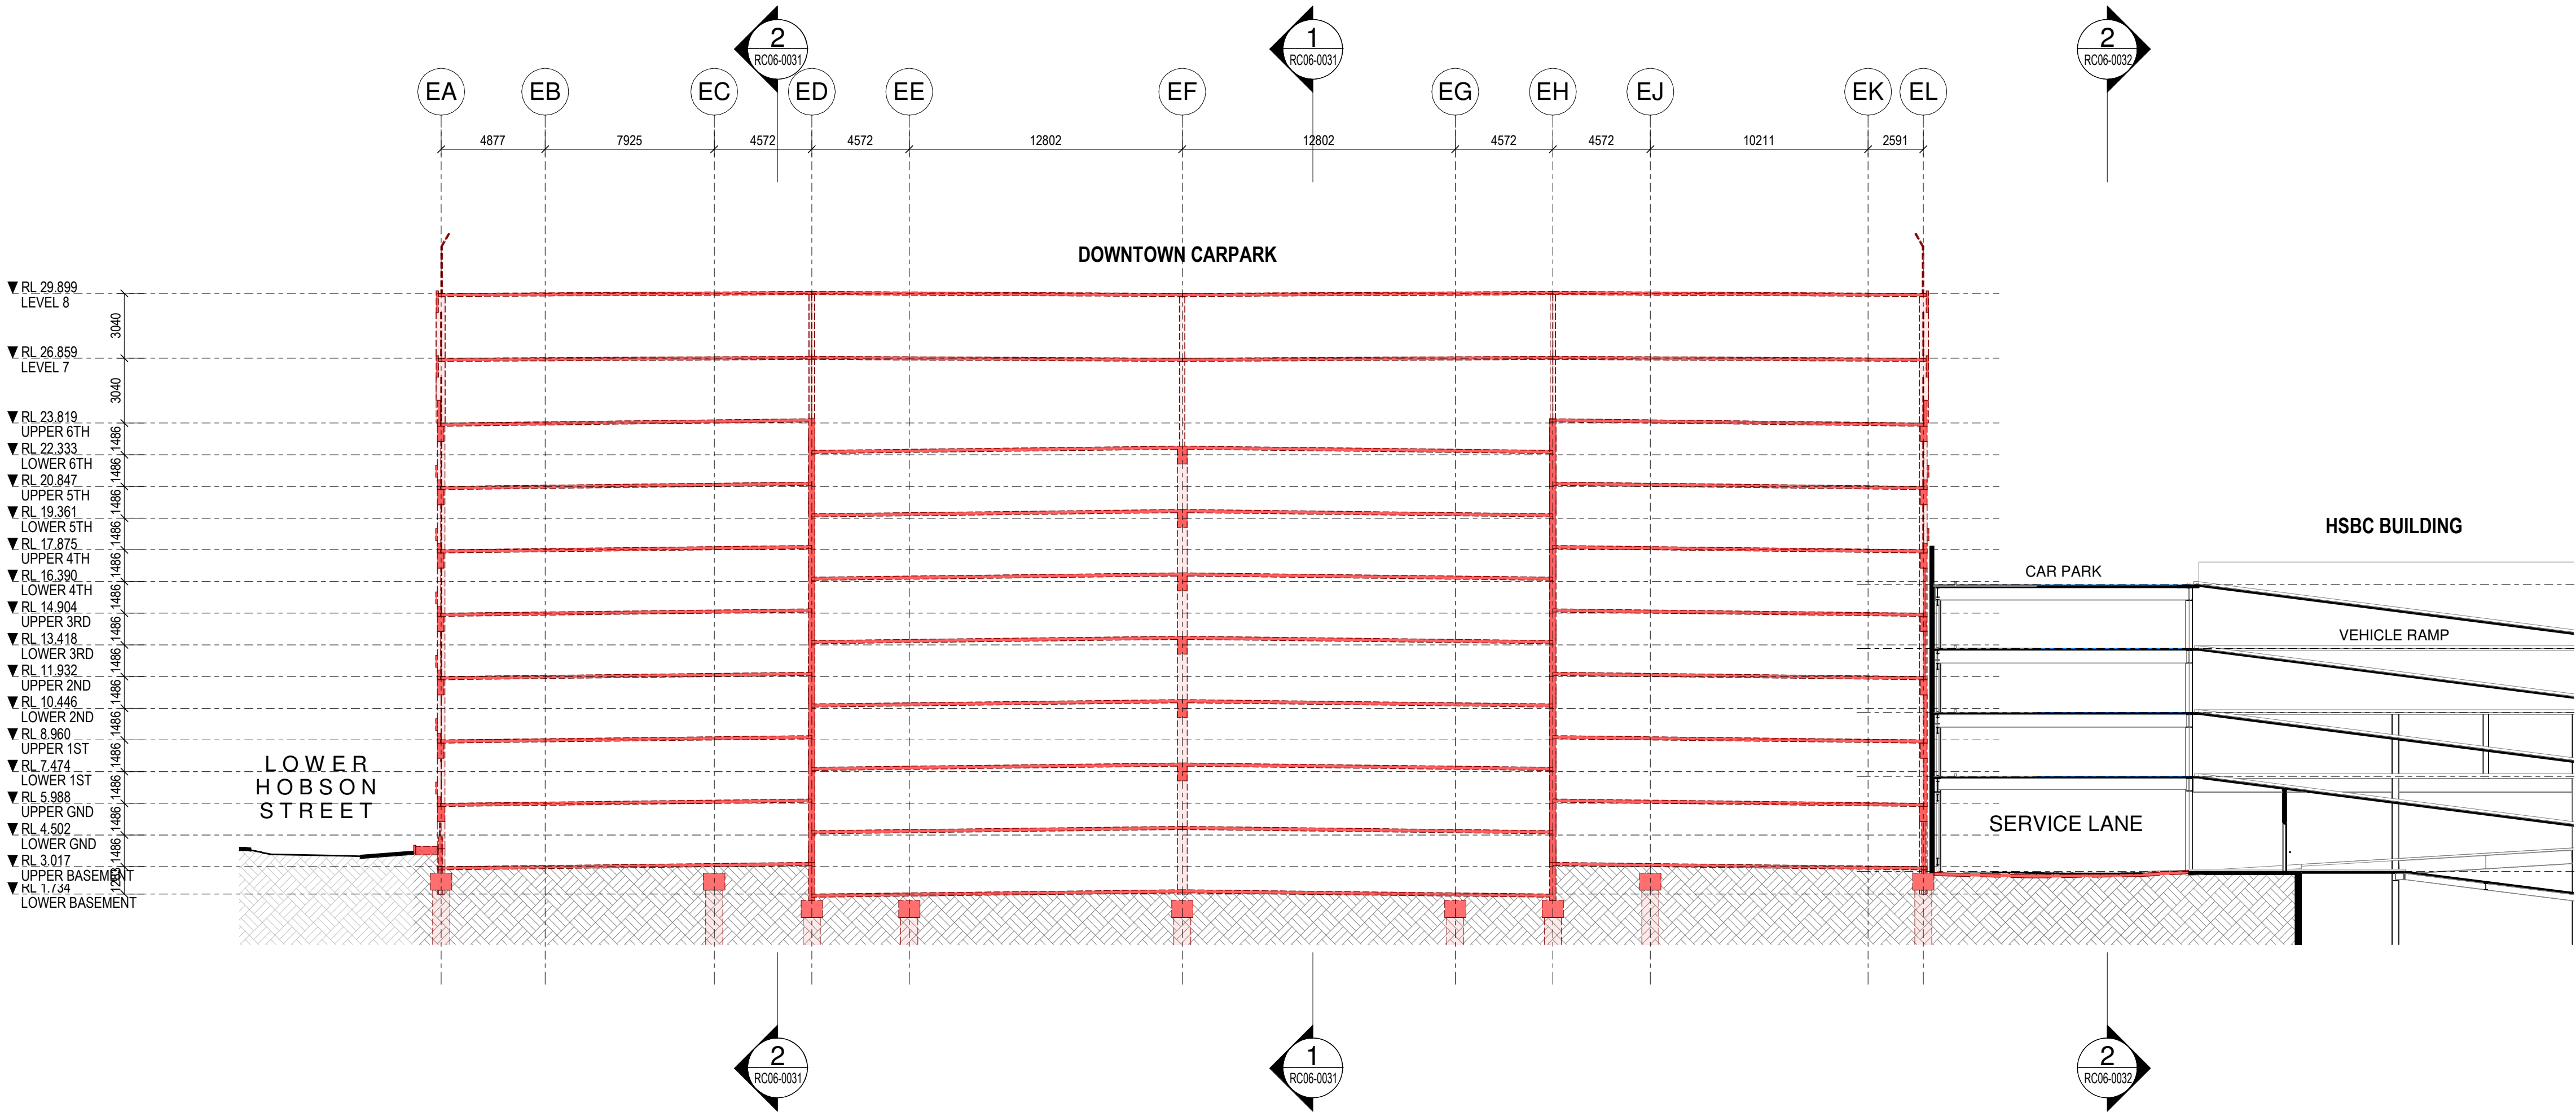 2
RC06-0031
1
RC06-0031
2
RC06-0032
EA EB EC ED EE EF EG EH EJ EK EL
4877 7925 4572 4572 12802 12802 4572 4572 10211 2591
DOWNTOWN CARPARK
RL 29.899
LEVEL 8
3040
RL 26.859
LEVEL 7
3040
RL 23.819
UPPER 6TH
1486
RL 22.333
LOWER 6TH
1486
RL 20.847
UPPER 5TH
1486
RL 19.361
LOWER 5TH
1486
RL 17.875
UPPER 4TH
1486
RL 16.390
LOWER 4TH
1486
RL 14.904
UPPER 3RD
1486
RL 13.418
LOWER 3RD
1486
RL 11.932
UPPER 2ND
1486
RL 10.446
LOWER 2ND
1486
RL 8.960
UPPER 1ST
1486
RL 7.474
LOWER 1ST
1486
RL 5.988
UPPER GND
1486
RL 4.502
LOWER GND
1486
RL 3.017
UPPER BASEMENT
RL 1.734
LOWER BASEMENT
LOWER
HOBSON
STREET
HSBC BUILDING
CAR PARK
VEHICLE RAMP
SERVICE LANE
2
RC06-0031
1
RC06-0031
2
RC06-0032